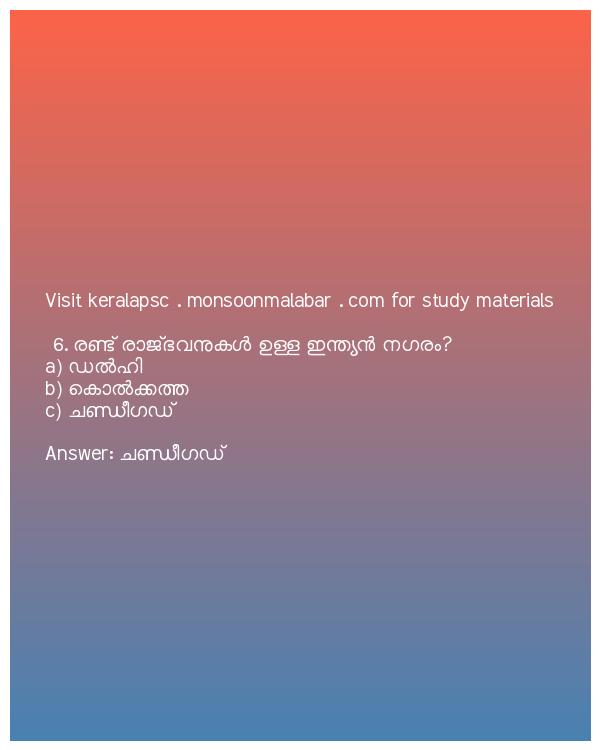 Visit keralapsc . monsoonmalabar . com for study materials
6. രണ്ട് രാജ്ഭവനുകൾ ഉള്ള ഇന്ത്യൻ നഗരം?
a) ഡൽഹി
b) കൊൽക്കത്ത
c) ചണ്ഡീഗഡ്
Answer: ചണ്ഡീഗഡ്